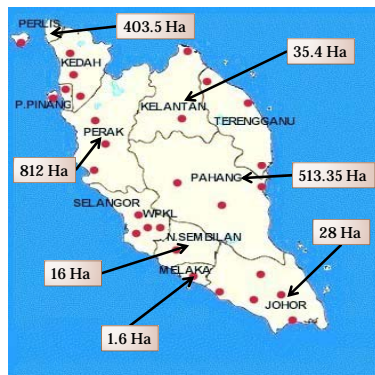 PERLIS
403.5 Ha
35.4 Ha
KEDAH
P.PINANG
KELANTAN
TERENGGANU
PERAK
812 Ha
PAHANG
513.35 Ha
SELANGOR
WPKL
28 Ha
N.SEMBILAN
16 Ha
MELAKA
JOHOR
1.6 Ha